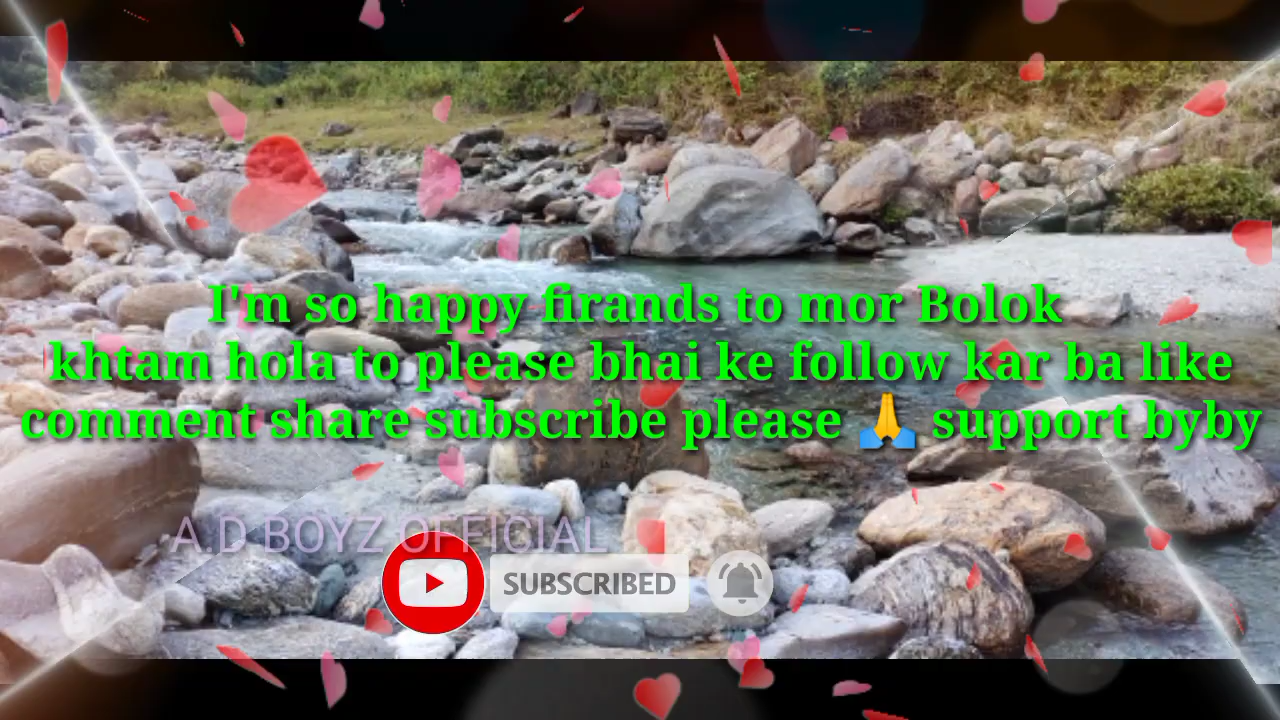 I'm so happy firands to mor Bolok
khtam hola to please bhai ke follow kar ba like
comment share subscribe please 🙏 support byby
A.D BOYZ OFFICIAL
SUBSCRIBED